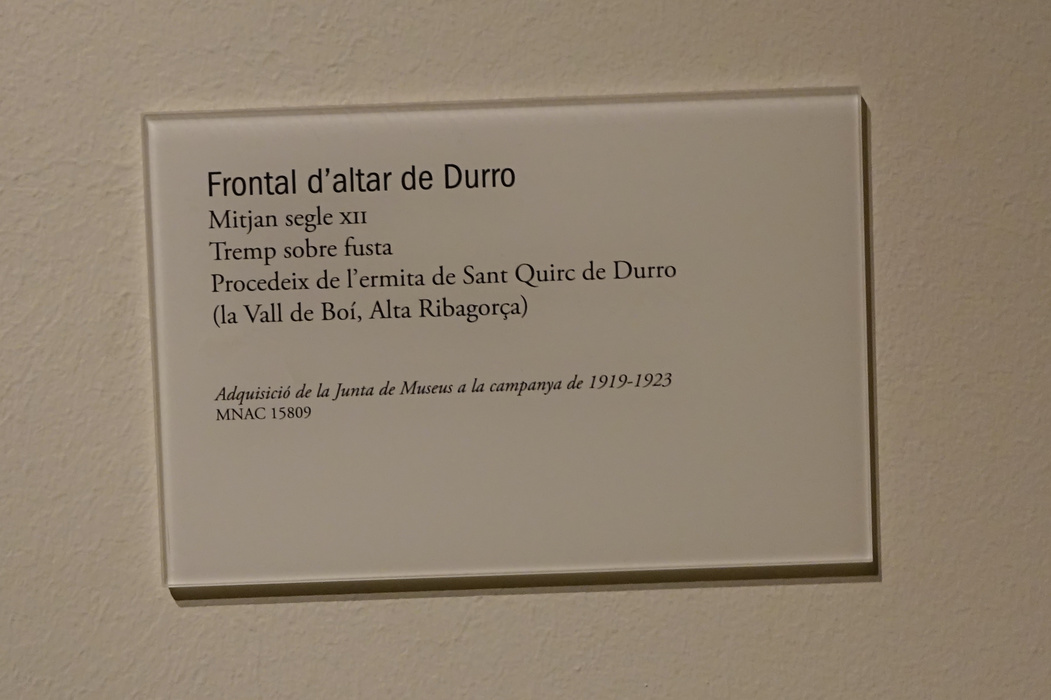 Frontal d'altar de Durro
Mitjan segle XII
Tremp sobre fusta
Procedeix de l'ermita de Sant Quirc de Durro
(la Vall de Boí, Alta Ribagorça)
Adquisició de la Junta de Museus a la campanya de 1919-1923
MNAC 15809